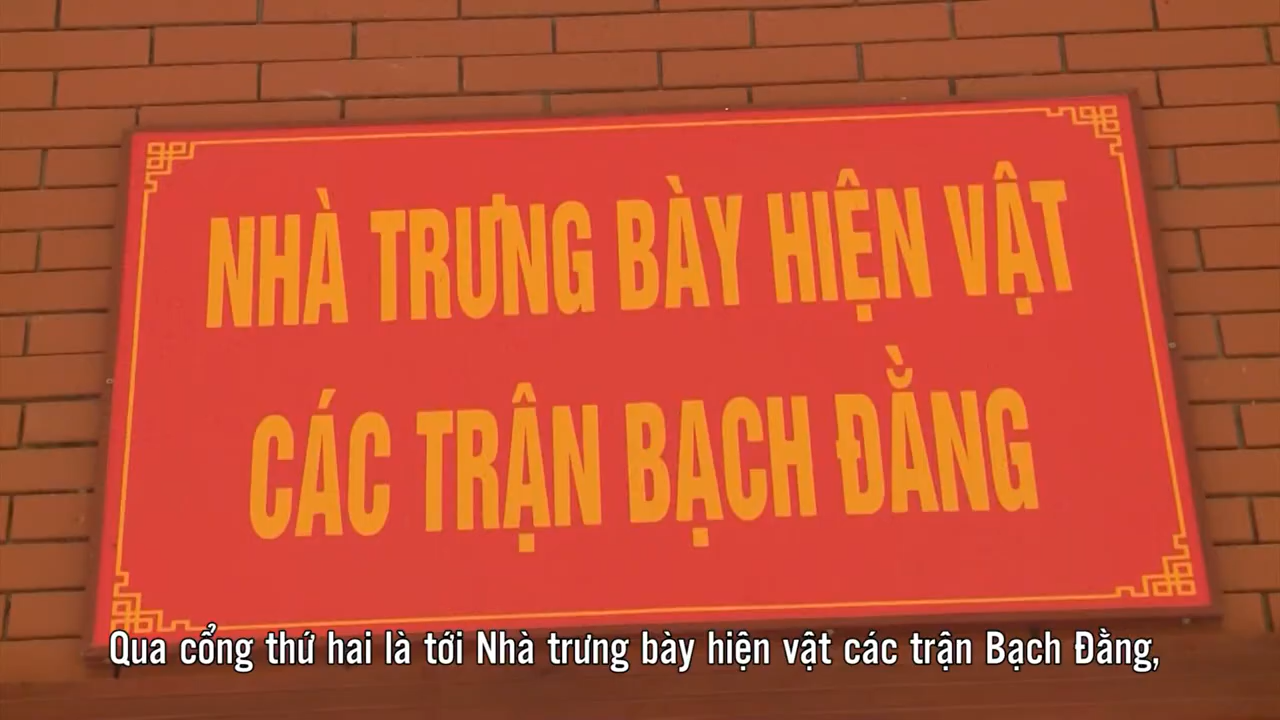 NHÀ TRƯNG BÀY HIỆN VẬT
CÁC TRẬN BẠCH ĐẰNG
Qua cổng thứ hai là tới Nhà trưng bày hiện vật các trận Bạch Đằng,